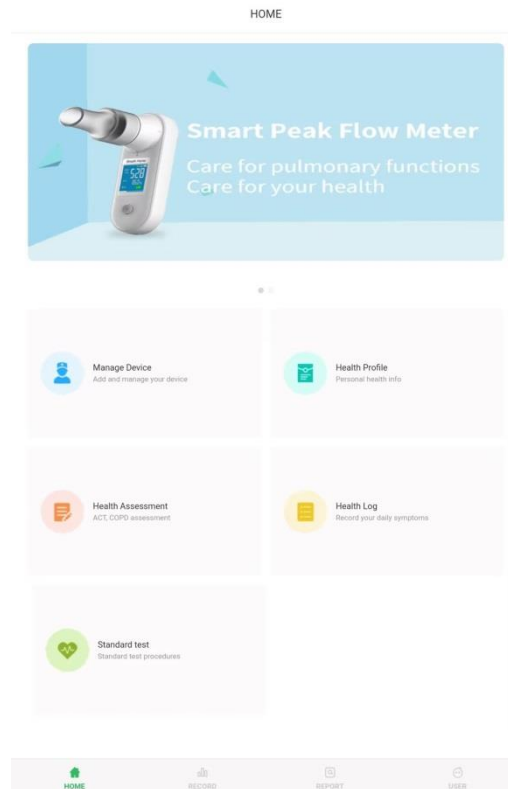 HOME
Smart Peak Flow Meter
Care for pulmonary functions
Care for your health
528
Manage Device
Add and manage your device
Health Profile
Personal health info
Health Assessment
ACT, COPD assessment
Health Log
Record your daily symptoms
Standard test
Standard test procedures
HOME
RECORD
REPORT
USER